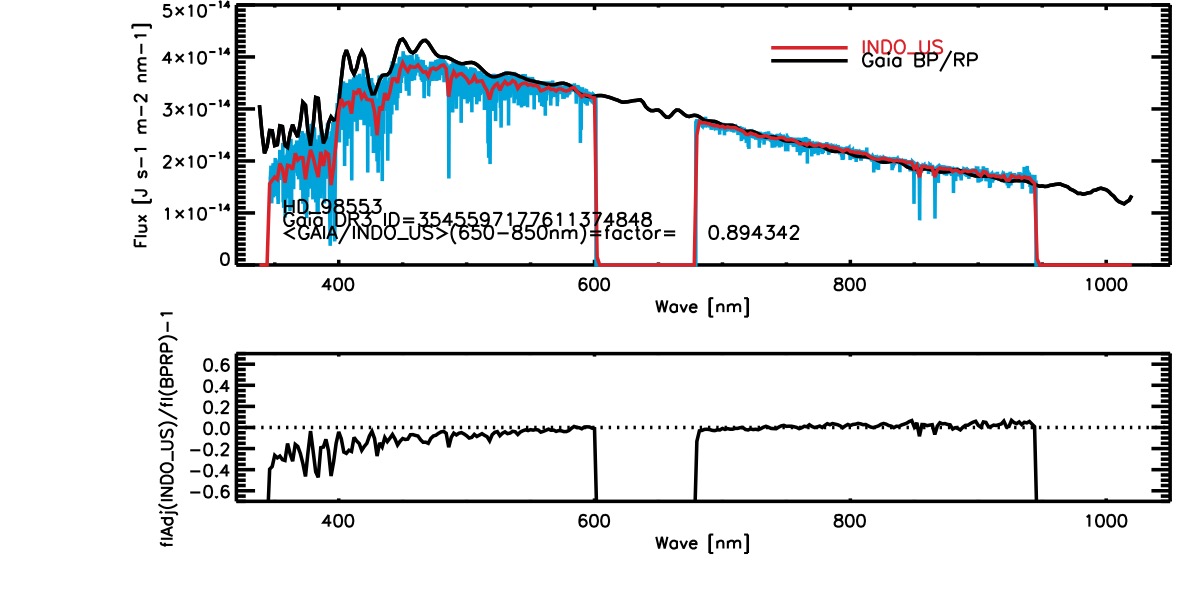 5×10-14
4×10-14
3×10-14
2×10-14
1×10-14
0
Flux [J s-1 m-2 nm-1]
INDO_US
Gaia BP/RP
HD_98553
Gaia DR3 ID=3545597177611374848
<GAIA/INDO_US>(650-850nm)=factor= 0.894342
400 600 800 1000
Wave [nm]
flAdj(INDO_US)/fl(BPRP)-1
0.6
0.4
0.2
0.0
-0.2
-0.4
-0.6
400 600 800 1000
Wave [nm]